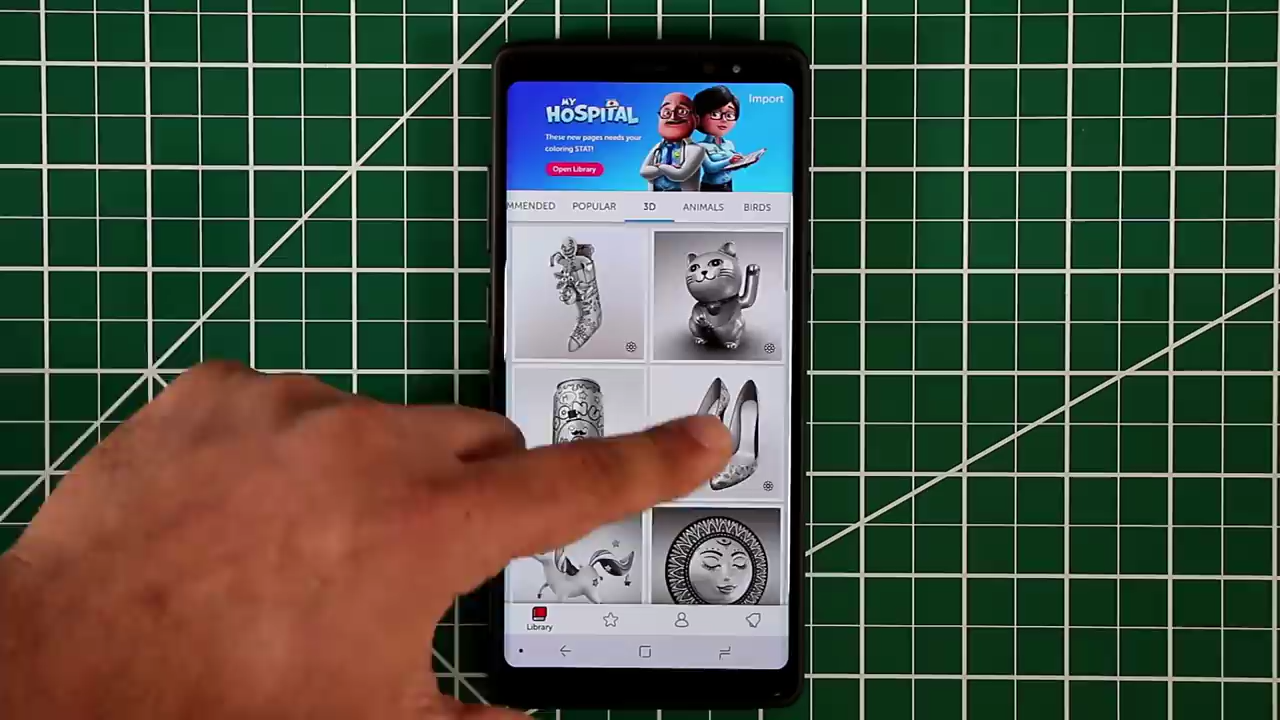 Import
MY
HOSPITAL
These new pages needs your
coloring STAT!
Open Library
MMENDED POPULAR 3D ANIMALS BIRDS
Library